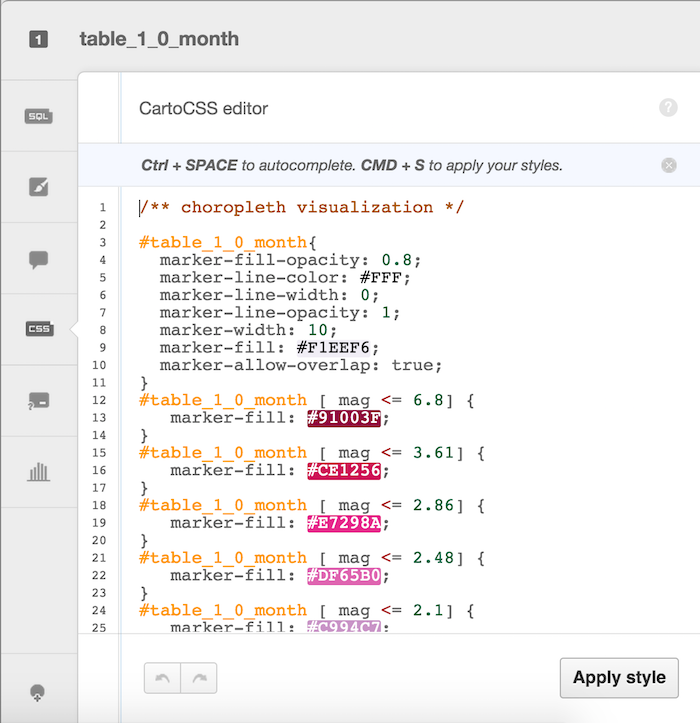 1 table_1_0_month
SQL
CartoCSS editor
?
Ctrl + SPACE to autocomplete. CMD + S to apply your styles.
1 /** choropleth visualization */
2
3 #table_1_0_month{
4 marker-fill-opacity: 0.8;
5 marker-line-color: #FFF;
6 marker-line-width: 0;
7 marker-line-opacity: 1;
8 marker-width: 10;
9 marker-fill: #F1EEF6;
10 marker-allow-overlap: true;
11 }
CSS
12 #table_1_0_month [ mag <= 6.8] {
13 marker-fill: #91003F;
14 }
15 #table_1_0_month [ mag <= 3.61] {
16 marker-fill: #CE1256;
17 }
18 #table_1_0_month [ mag <= 2.86] {
19 marker-fill: #E7298A;
20 }
21 #table_1_0_month [ mag <= 2.48] {
22 marker-fill: #DF65B0;
23 }
24 #table_1_0_month [ mag <= 2.1] {
25 marker-fill: #C994C7;
Apply style